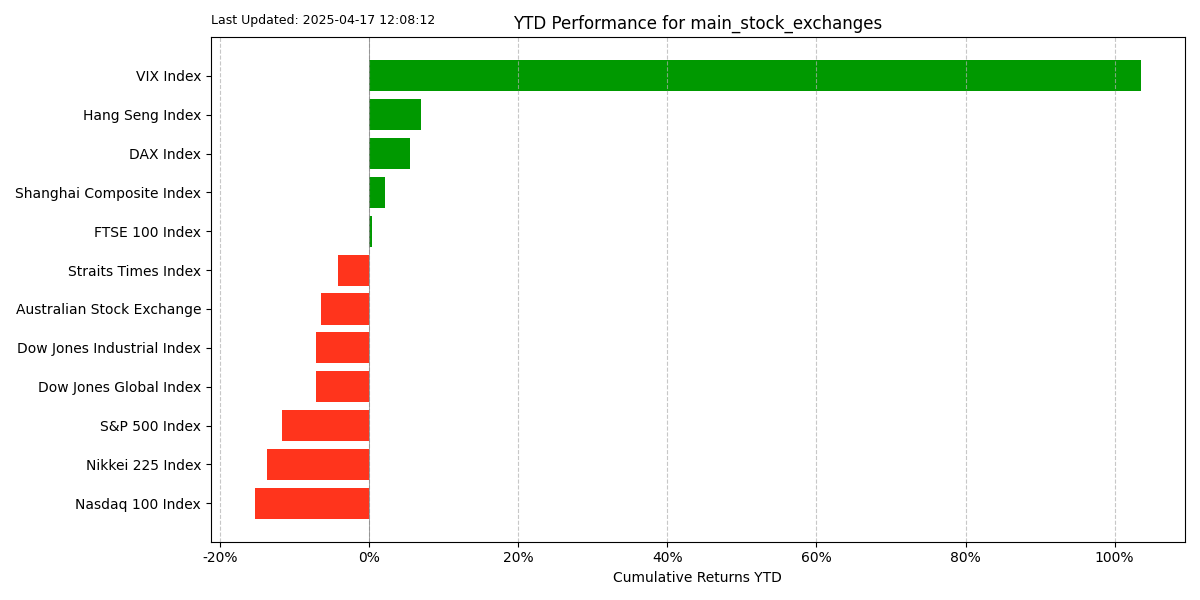 Last Updated: 2025-04-17 12:08:12
YTD Performance for main_stock_exchanges
VIX Index
Hang Seng Index
DAX Index
Shanghai Composite Index
FTSE 100 Index
Straits Times Index
Australian Stock Exchange
Dow Jones Industrial Index
Dow Jones Global Index
S&P 500 Index
Nikkei 225 Index
Nasdaq 100 Index
-20% 0% 20% 40% 60% 80% 100%
Cumulative Returns YTD